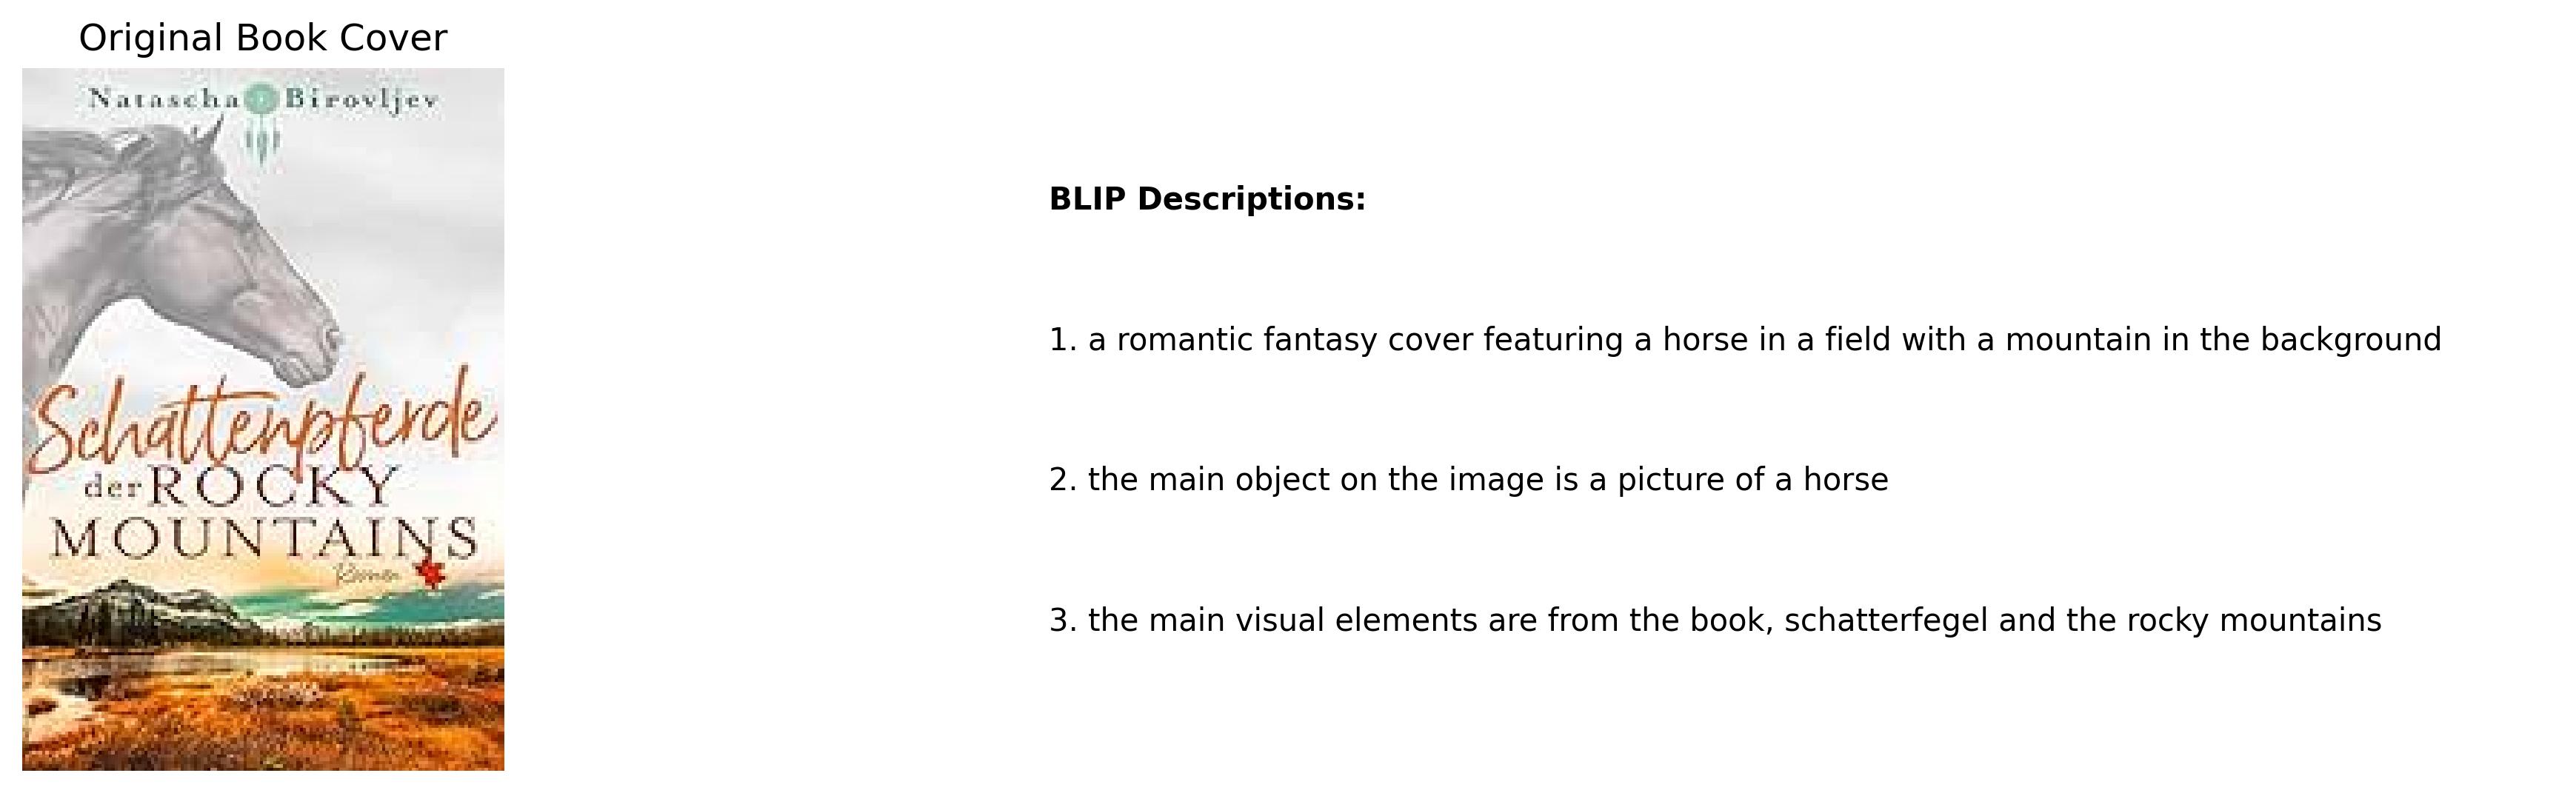 Original Book Cover
Natascha Birovljev
Schattenpferde
der ROCKY
MOUNTAINS
Roman
BLIP Descriptions:
1. a romantic fantasy cover featuring a horse in a field with a mountain in the background
2. the main object on the image is a picture of a horse
3. the main visual elements are from the book, schatterfegel and the rocky mountains